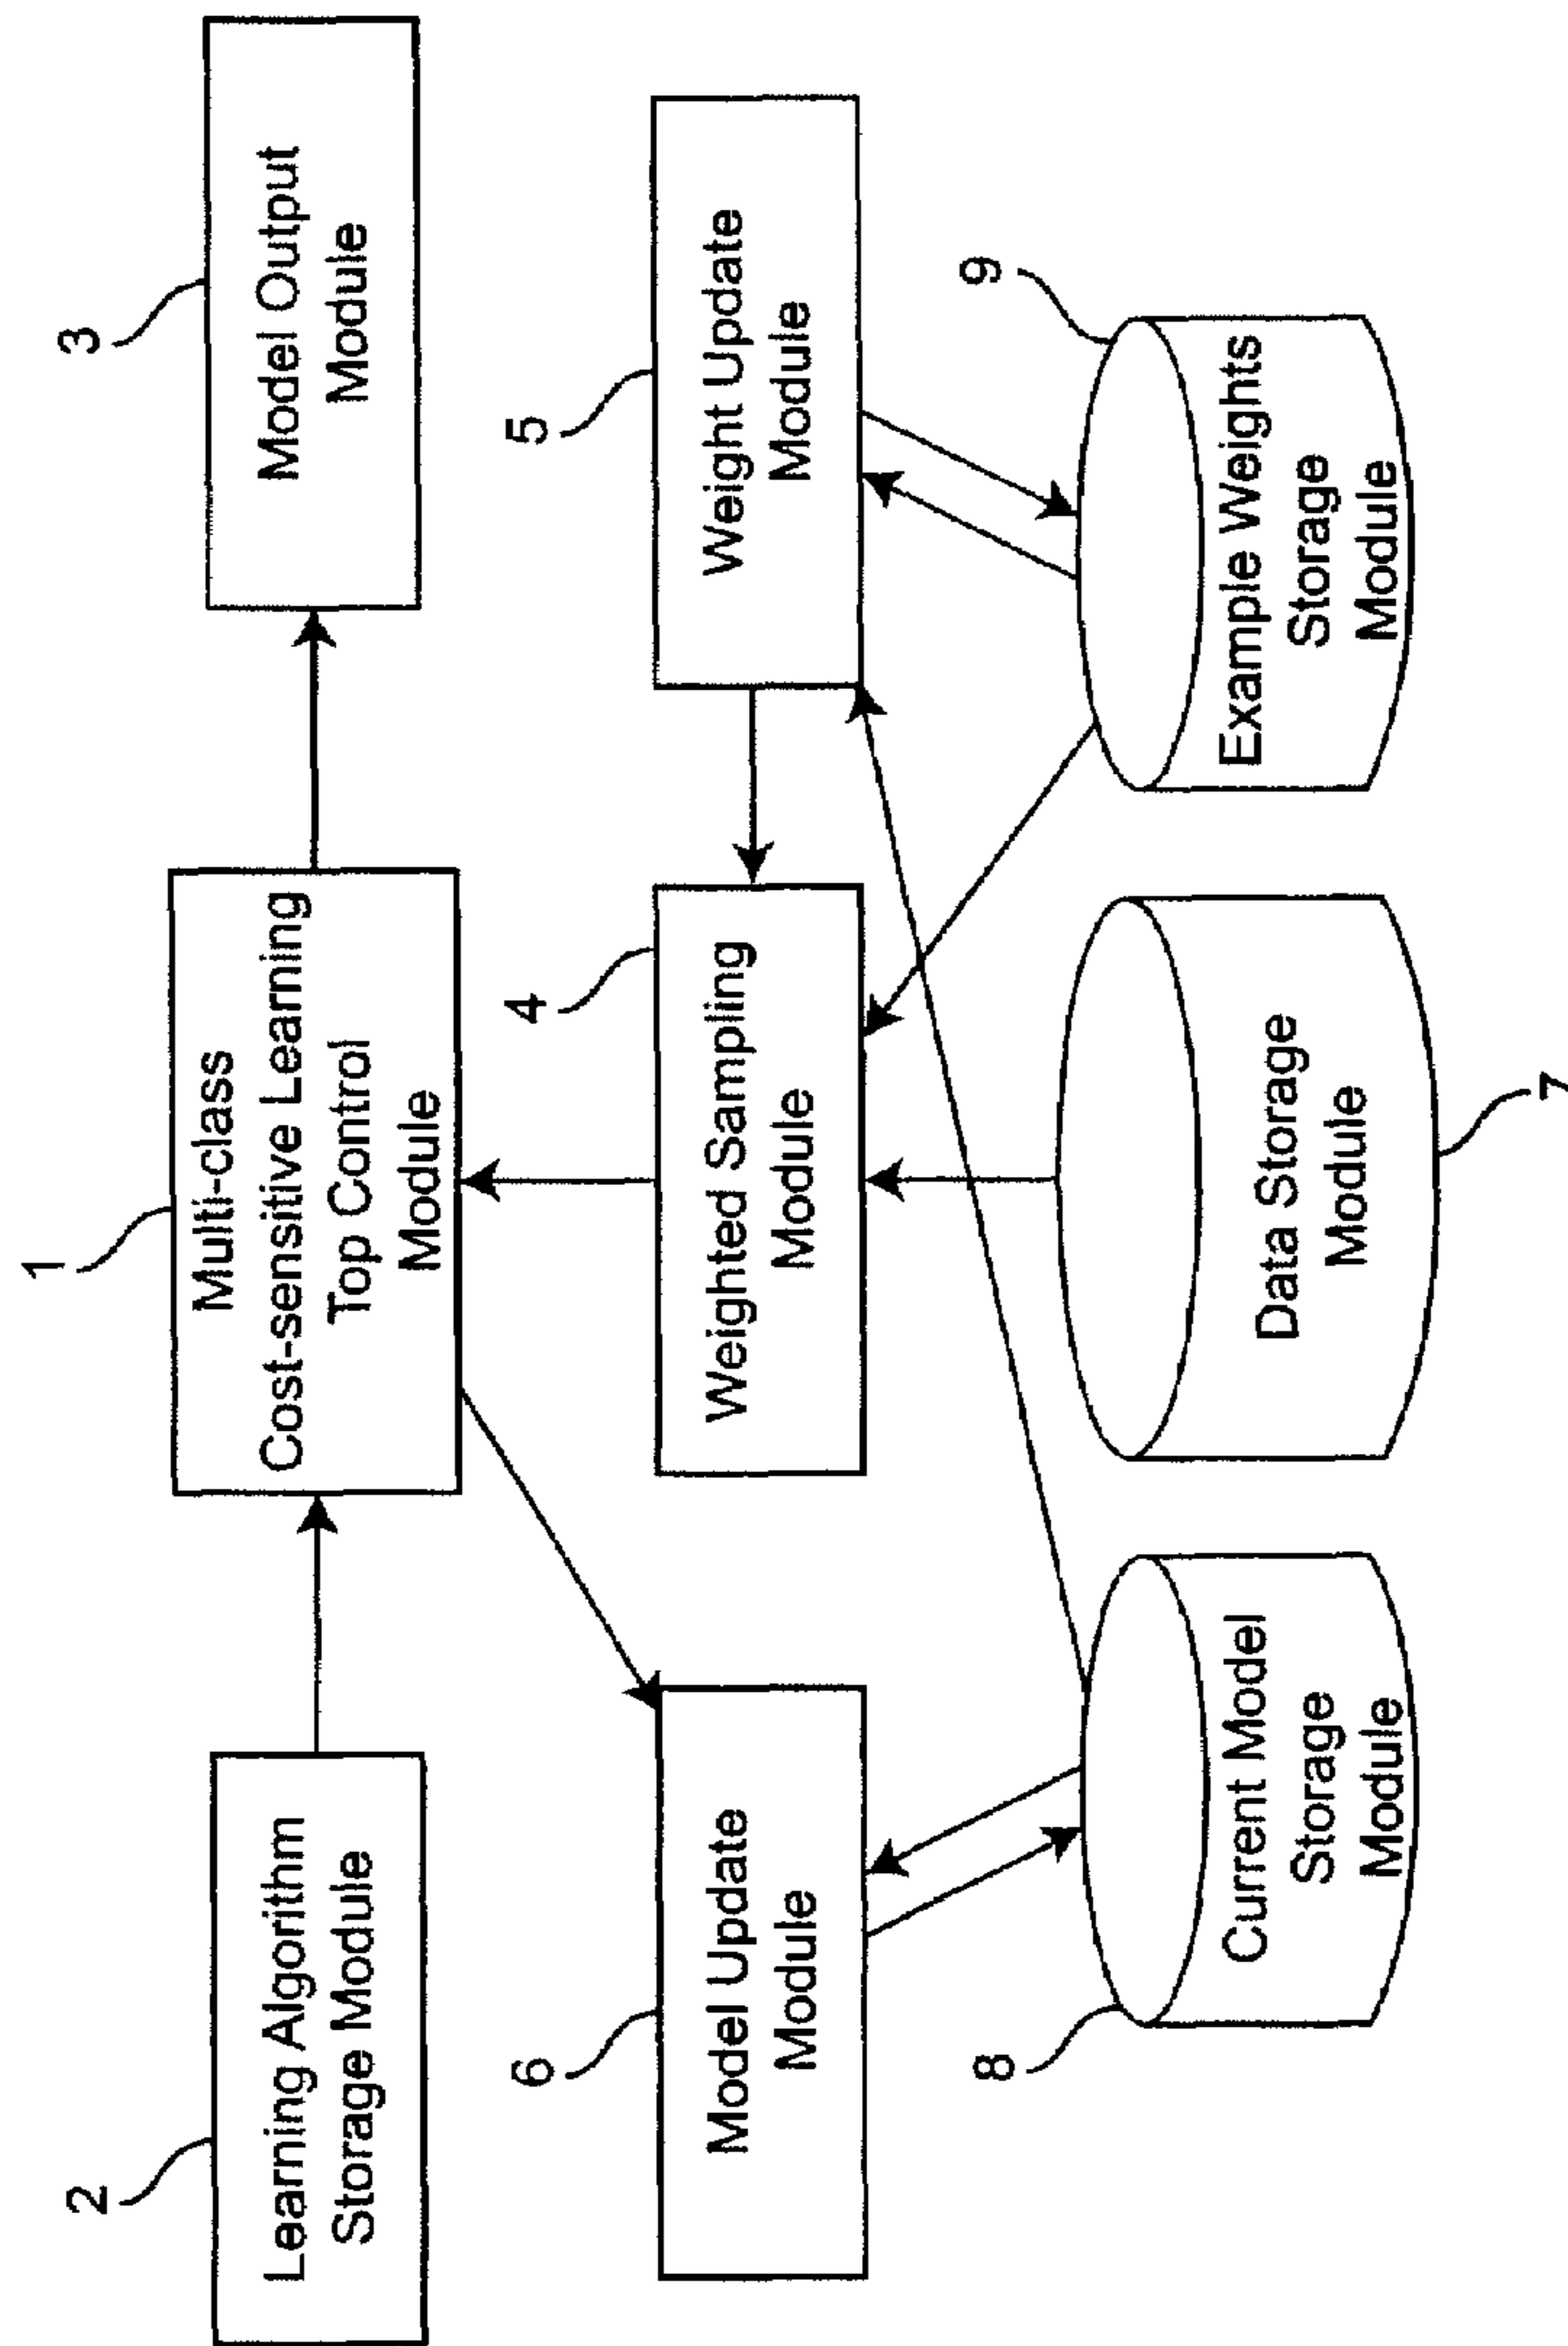 1
Multi-class
Cost-sensitive Learning
Top Control
Module
2
Learning Algorithm
Storage Module
3
Model Output
Module
6
Model Update
Module
4
Weighted Sampling
Module
5
Weight Update
Module
8
Current Model
Storage
Module
Data Storage
Module
7
9
Example Weights
Storage
Module